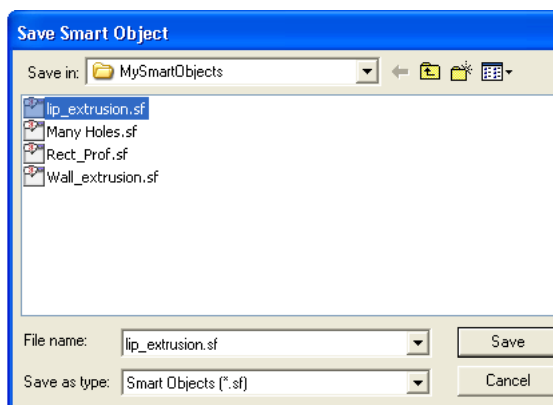 Save Smart Object
Save in: MySmartObjects
lip_extrusion.sf
Many Holes.sf
Rect_Prof.sf
Wall_extrusion.sf
File name: lip_extrusion.sf Save
Save as type: Smart Objects (*.sf) Cancel